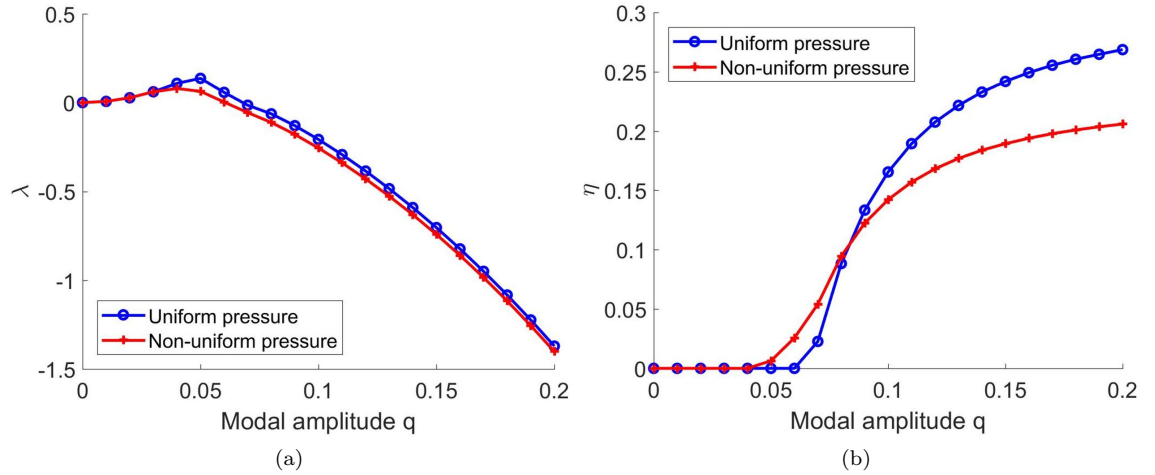 0.5
0
-0.5
-1
-1.5
λ
Uniform pressure
Non-uniform pressure
0
0.05
0.1
0.15
0.2
Modal amplitude q
(a)
0.3
0.25
0.2
0.15
0.1
0.05
0
η
Uniform pressure
Non-uniform pressure
0
0.05
0.1
0.15
0.2
Modal amplitude q
(b)